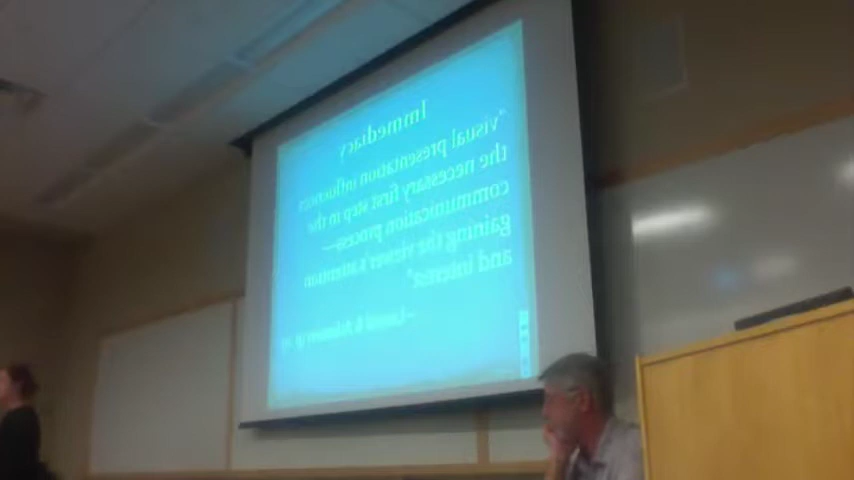 Immediacy
"visual presentation influences
the necessary first step in the
communication process—
gaining the viewer's attention
and interest"